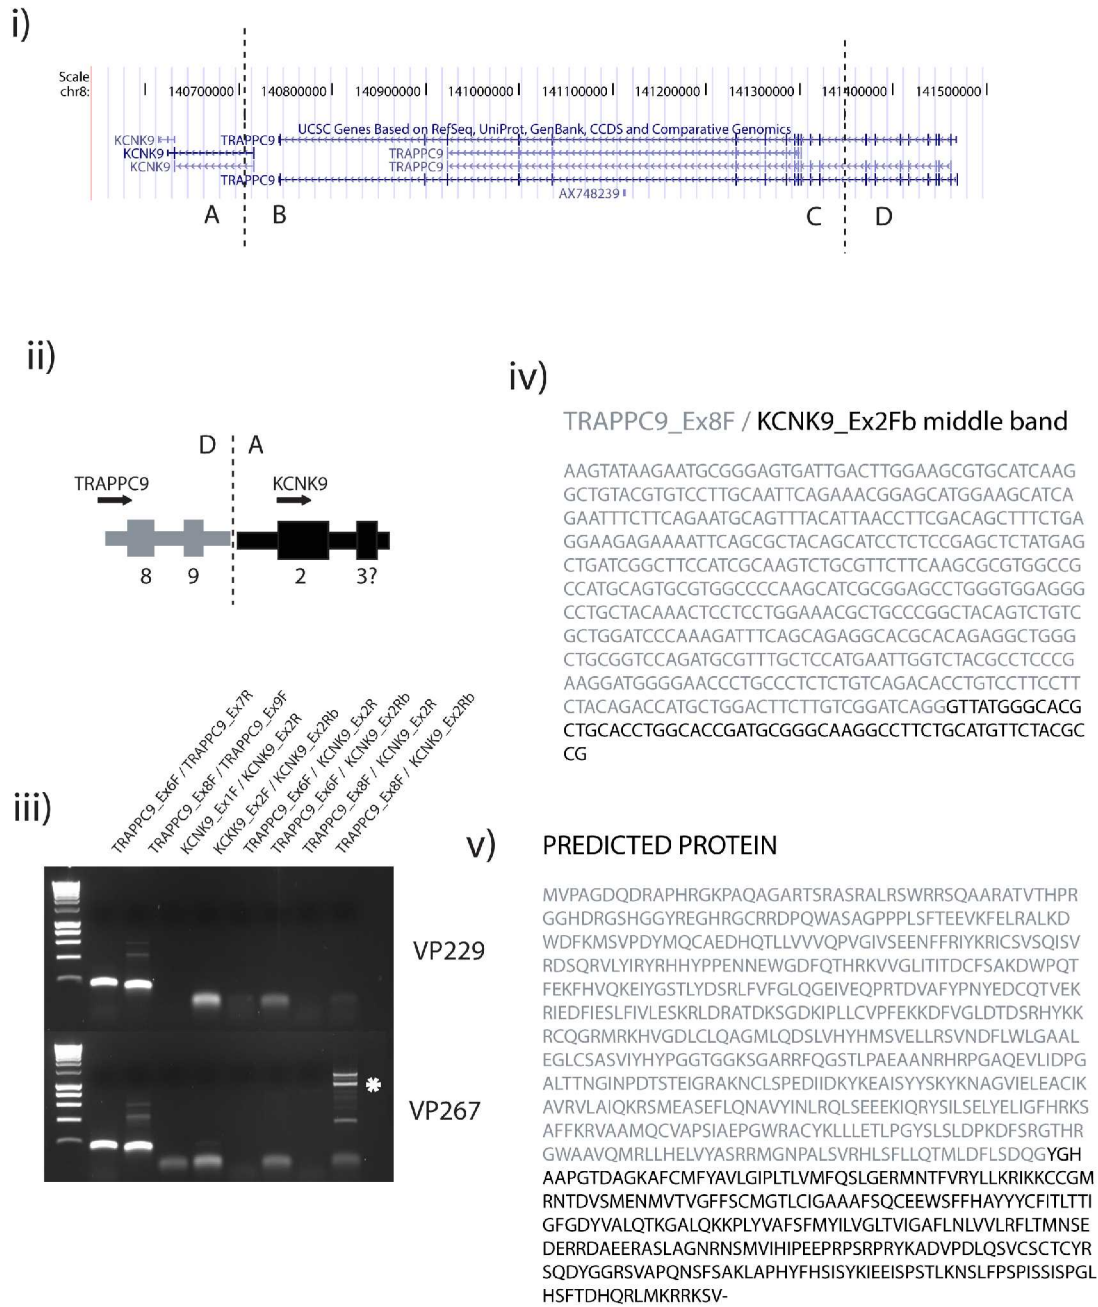 i)
Scale
chr8:
140700000
140800000
140900000
141000000
141100000
141200000
141300000
141400000
141500000
UCSC Genes Based on RefSeq, UniProt, GenBank, CCDS and Comparative Genomics
KCNK9
TRAPPC9
KCNK9
TRAPPC9
KCNK9
TRAPPC9
TRAPPC9
AX748239
A
B
C
D
ii)
D
A
TRAPPC9
KCNK9
8
9
2
3?
iii)
TRAPPC9_Ex6F / TRAPPC9_Ex7R
TRAPPC9_Ex8F / TRAPPC9_Ex9F
KCNK9_Ex1F / KCNK9_Ex2R
KCKK9_Ex2F / KCNK9_Ex2Rb
TRAPPC9_Ex6F / KCNK9_Ex2R
TRAPPC9_Ex6F / KCNK9_Ex2Rb
TRAPPC9_Ex8F / KCNK9_Ex2R
TRAPPC9_Ex8F / KCNK9_Ex2Rb
VP229
*
VP267
iv)
TRAPPC9_Ex8F / KCNK9_Ex2Fb middle band
AAGTATAAGAATGCGGGAGTGATTGACTTGGAAGCGTGCATCAAG
GCTGTACGTGTCCTTGCAATTCAGAAACGGAGCATGGAAGCATCA
GAATTTCTTCAGAATGCAGTTTACATTAACCTTCGACAGCTTTCTGA
GGAAGAGAAAATTCAGCGCTACAGCATCCTCTCCGAGCTCTATGAG
CTGATCGGCTTCCATCGCAAGTCTGCGTTCTTCAAGCGCGTGGCCG
CCATGCAGTGCGTGGCCCCAAGCATCGCGGAGCCTGGGTGGAGGG
CCTGCTACAAACTCCTCCTGGAAACGCTGCCCGGCTACAGTCTGTC
GCTGGATCCCAAAGATTTCAGCAGAGGCACGCACAGAGGCTGGG
CTGCGGTCCAGATGCGTTTGCTCCATGAATTGGTCTACGCCTCCCG
AAGGATGGGGAACCCTGCCCTCTCTGTCAGACACCTGTCCTTCCTT
CTACAGACCATGCTGGACTTCTTGTCGGATCAGGGTTATGGGCACG
CTGCACCTGGCACCGATGCGGGCAAGGCCTTCTGCATGTTCTACGC
CG
v)
PREDICTED PROTEIN
MVPAGDQDRAPHRGKPAQAGARTSRASRALRSWRRSQAARATVTHPR
GGHDRGSHGGYREGHRGCRRDPQWASAGPPPLSFTEEVKFELRALKD
WDFKMSVPDYMQCAEDHQTLLVVVQPVGIVSEENFFRIYKRICSVSQISV
RDSQRVLYIRYRHHYPPENNEWGDFQTHRKVVGLITITDCFSAKDWPQT
FEKFHVQKEIYGSTLYDSRLFVFGLQGEIVEQPRTDVAFYPNYEDCQTVEK
RIEDFIESLFIVLESKRLDRATDKSGDKIPLLCVPFEKKDFVGLDTDSRHYKK
RCQGRMRKHVGDLCLQAGMLQDSLVHYHMSVELLRSVNDFLWLGAAL
EGLCSASVIYHYPGGTGGKSGARRFQGSTLPAEAANRHRPGAQEVLIDPG
ALTTNGINPDTSTEIGRAKNCLSPEDIIDKYKEAISYYSKYKNAGVIELEACIK
AVRVLAIQKRSMEASEFLQNAVYINLRQLSEEEKIQRYSILSELYELIGFHRKS
AFFKRVAAMQCVAPSIAEPGWRACYKLLLETLPGYSLSLDPKDFSRGTHR
GWAAVQMRLLHELVYASRRMGNPALSVRHLSFLLQTMLDFLSDQGYGH
AAPGTDAGKAFCMFYAVLGIPLTLVMFQSLGERMNTFVRYLLKRIKKCCGM
RNTDVSMENMVTVGFFSCMGTLCIGAAAFSQCEEWSFFHAYYYCFITLTTI
GFGDYVALQTKGALQKKPLYVAFSFMYILVGLTVIGAFLNLVVLRFLTMNSE
DERRDAEERASLAGNRNSMVIHIPEEPRPSRPRYKADVPDLQSVCSCTCYR
SQDYGGRSVAPQNSFSAKLAPHYFHSISYKIEEISPSTLKNSLFPSPISSISPGL
HSFTDHQRLMKRRKSV-